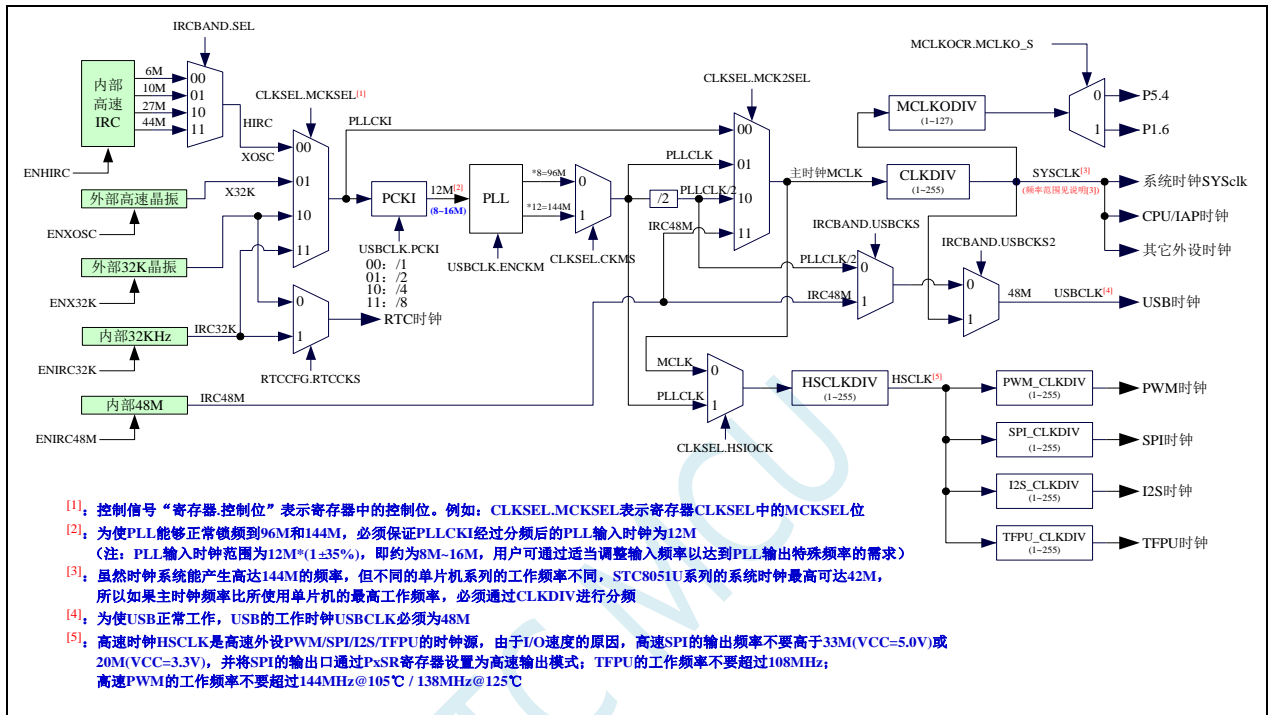 IRCBAND.SEL
内部
高速
IRC
6M
10M
27M
44M
00
01
10
11
HIRC
ENHIRC
CLKSEL.MCKSEL[1]
XOSC
X32K
00
01
10
11
外部高速晶振
ENXOSC
外部32K晶振
ENX32K
内部32KHz
IRC32K
ENIRC32K
内部48M
IRC48M
ENIRC48M
0
1
RTC时钟
RTCCFG.RTCCKS
PLLCKI
PCKI
12M[2]
(8~16M)
USBCLK.PCKI
00: /1
01: /2
10: /4
11: /8
PLL
USBCLK.ENCKM
*8=96M
*12=144M
0
1
CLKSEL.CKMS
/2
PLLCLK
PLLCLK/2
IRC48M
CLKSEL.MCK2SEL
00
01
10
11
主时钟MCLK
CLKDIV
(1~255)
MCLKODIV
(1~127)
MCLKOCR.MCLKO_S
0
1
P5.4
P1.6
SYSCLK[3]
(频率范围见说明[3])
系统时钟SYSclk
CPU/IAP时钟
其它外设时钟
IRCBAND.USBCKS
PLLCLK/2
IRC48M
0
1
IRCBAND.USBCKS2
0
1
48M
USBCLK[4]
USB时钟
MCLK
PLLCLK
0
1
CLKSEL.HSIOCK
HSCLKDIV
(1~255)
HSCLK[5]
PWM_CLKDIV
(1~255)
PWM时钟
SPI_CLKDIV
(1~255)
SPI时钟
I2S_CLKDIV
(1~255)
I2S时钟
TFPU_CLKDIV
(1~255)
TFPU时钟
[1]: 控制信号“寄存器.控制位”表示寄存器中的控制位。例如：CLKSEL.MCKSEL表示寄存器CLKSEL中的MCKSEL位
[2]: 为使PLL能够正常锁频到96M和144M，必须保证PLLCKI经过分频后的PLL输入时钟为12M
（注：PLL输入时钟范围为12M*(1±35%)，即约为8M~16M，用户可通过适当调整输入频率以达到PLL输出特殊频率的需求）
[3]: 虽然时钟系统能产生高达144M的频率，但不同的单片机系列的工作频率不同，STC8051U系列的系统时钟最高可达42M，
所以如果主时钟频率比所使用单片机的最高工作频率，必须通过CLKDIV进行分频
[4]: 为使USB正常工作，USB的工作时钟USBCLK必须为48M
[5]: 高速时钟HSCLK是高速外设PWM/SPI/I2S/TFPU的时钟源，由于I/O速度的原因，高速SPI的输出频率不要高于33M(VCC=5.0V)或
20M(VCC=3.3V)，并将SPI的输出口通过PxSR寄存器设置为高速输出模式；TFPU的工作频率不要超过108MHz；
高速PWM的工作频率不要超过144MHz@105℃ / 138MHz@125℃
MCU